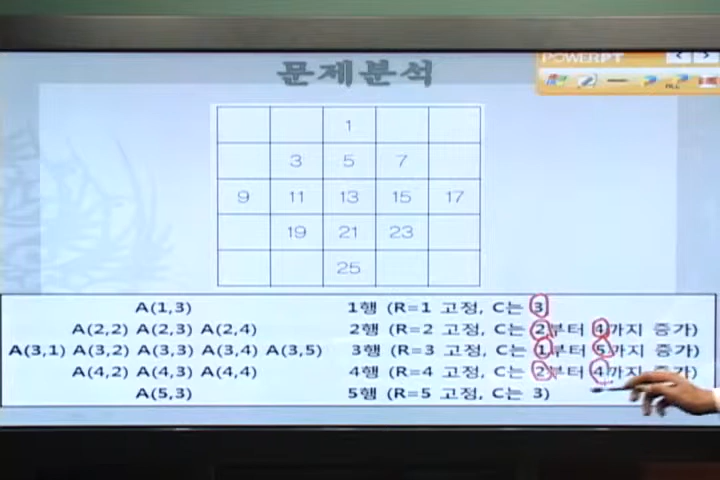 문제분석
POWERPT
ALL
1
3 5 7
9 11 13 15 17
19 21 23
25
A(1,3) 1행 (R=1 고정, C는 3)
A(2,2) A(2,3) A(2,4) 2행 (R=2 고정, C는 2부터 4까지 증가)
A(3,1) A(3,2) A(3,3) A(3,4) A(3,5) 3행 (R=3 고정, C는 1부터 5까지 증가)
A(4,2) A(4,3) A(4,4) 4행 (R=4 고정, C는 2부터 4까지 증가)
A(5,3) 5행 (R=5 고정, C는 3)